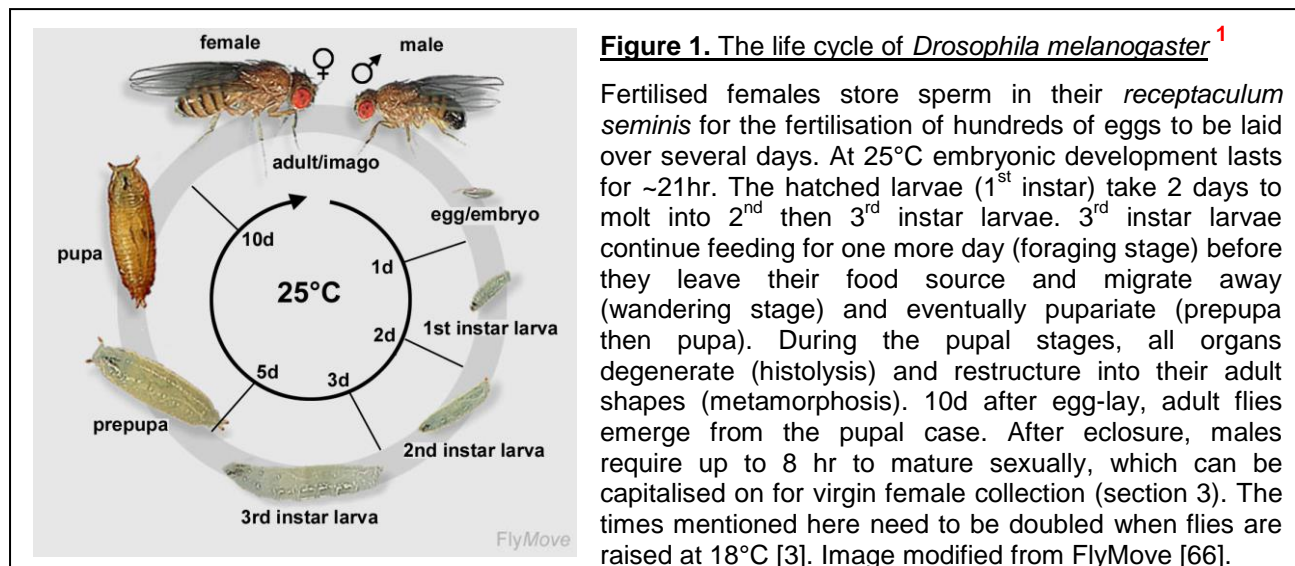 female
male
♀ ♂
adult/imago
egg/embryo
1d
1st instar larva
2d
2nd instar larva
3d
3rd instar larva
5d
prepupa
pupa
10d
25°C
FlyMove
Figure 1. The life cycle of Drosophila melanogaster 1
Fertilised females store sperm in their receptaculum
seminis for the fertilisation of hundreds of eggs to be laid
over several days. At 25°C embryonic development lasts
for ~21hr. The hatched larvae (1st instar) take 2 days to
molt into 2nd then 3rd instar larvae. 3rd instar larvae
continue feeding for one more day (foraging stage) before
they leave their food source and migrate away
(wandering stage) and eventually pupariate (prepupa
then pupa). During the pupal stages, all organs
degenerate (histolysis) and restructure into their adult
shapes (metamorphosis). 10d after egg-lay, adult flies
emerge from the pupal case. After eclosure, males
require up to 8 hr to mature sexually, which can be
capitalised on for virgin female collection (section 3). The
times mentioned here need to be doubled when flies are
raised at 18°C [3]. Image modified from FlyMove [66].